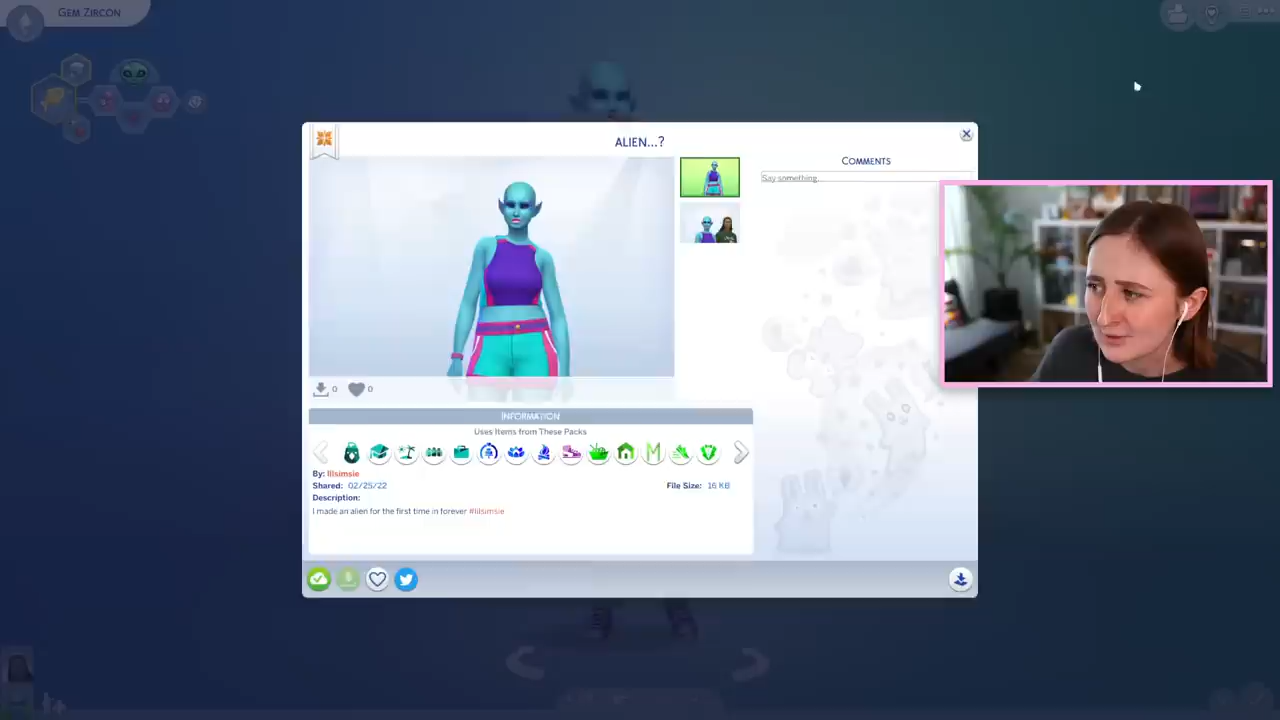 GEM ZIRCON
ALIEN...?
COMMENTS
Say something...
0
0
INFORMATION
Uses Items from These Packs
By: lilsimsie
Shared: 02/25/22
File Size: 16 KB
Description:
I made an alien for the first time in forever #lilsimsie